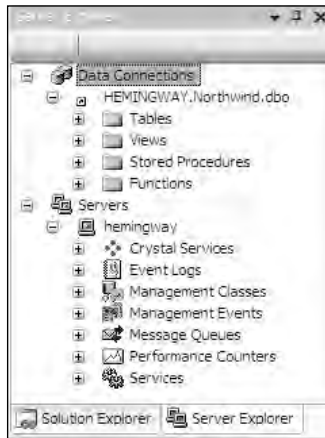 Data Connections
HEMINGWAY.Northwind.dbo
Tables
Views
Stored Procedures
Functions
Servers
hemingway
Crystal Services
Event Logs
Management Classes
Management Events
Message Queues
Performance Counters
Services
Solution Explorer
Server Explorer